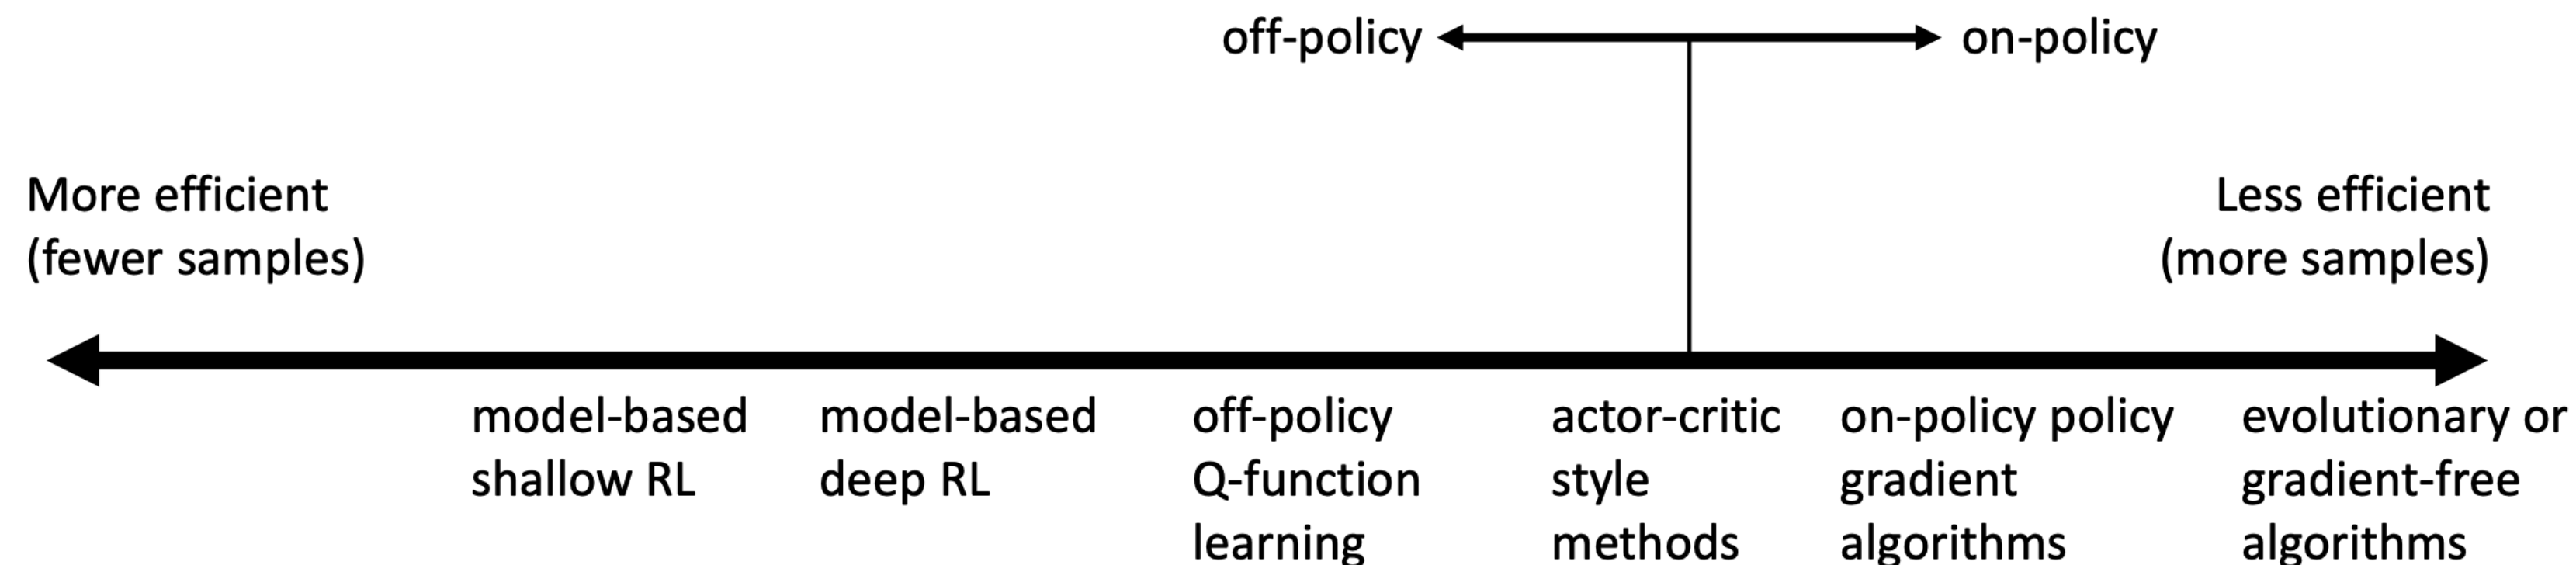 off-policy
on-policy
More efficient
(fewer samples)
Less efficient
(more samples)
model-based
shallow RL
model-based
deep RL
off-policy
Q-function
learning
actor-critic
style
methods
on-policy policy
gradient
algorithms
evolutionary or
gradient-free
algorithms